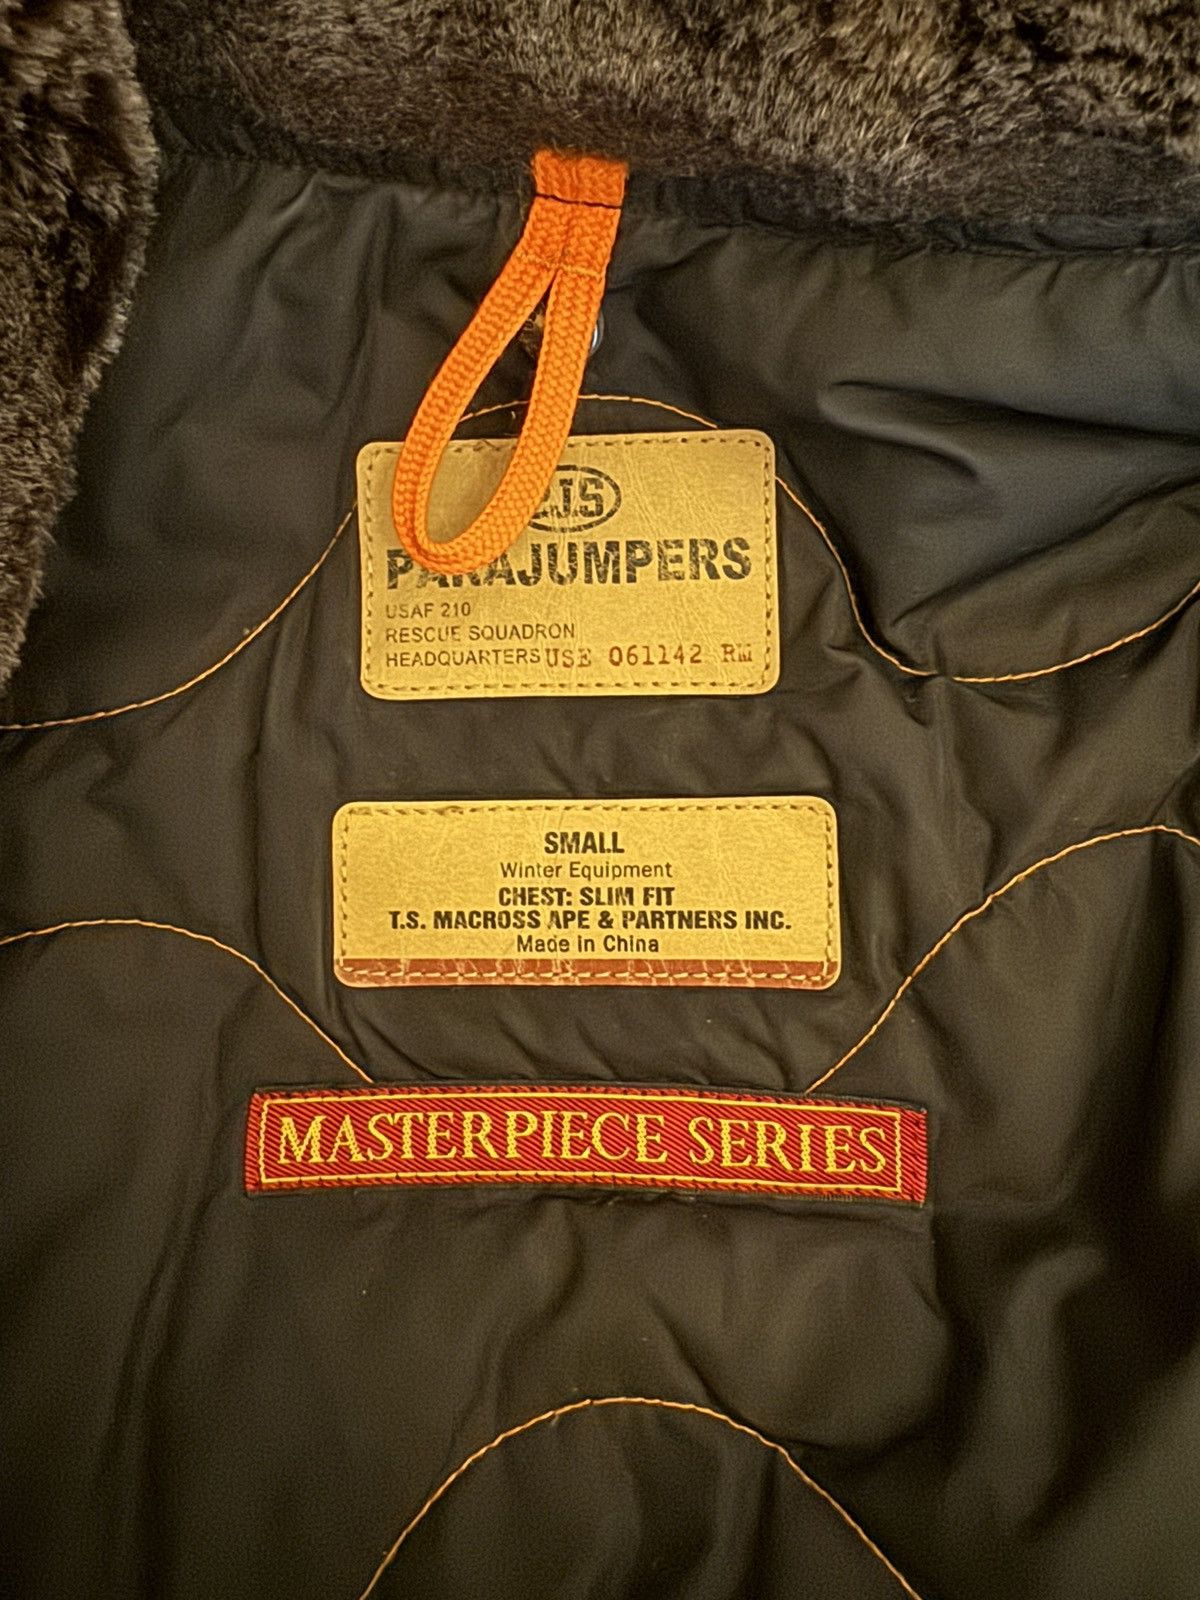 PJS
PARAJUMPERS
USAF 210
RESCUE SQUADRON
HEADQUARTERS USE 061142 RM
SMALL
Winter Equipment
CHEST: SLIM FIT
T.S. MACROSS APE & PARTNERS INC.
Made in China
MASTERPIECE SERIES